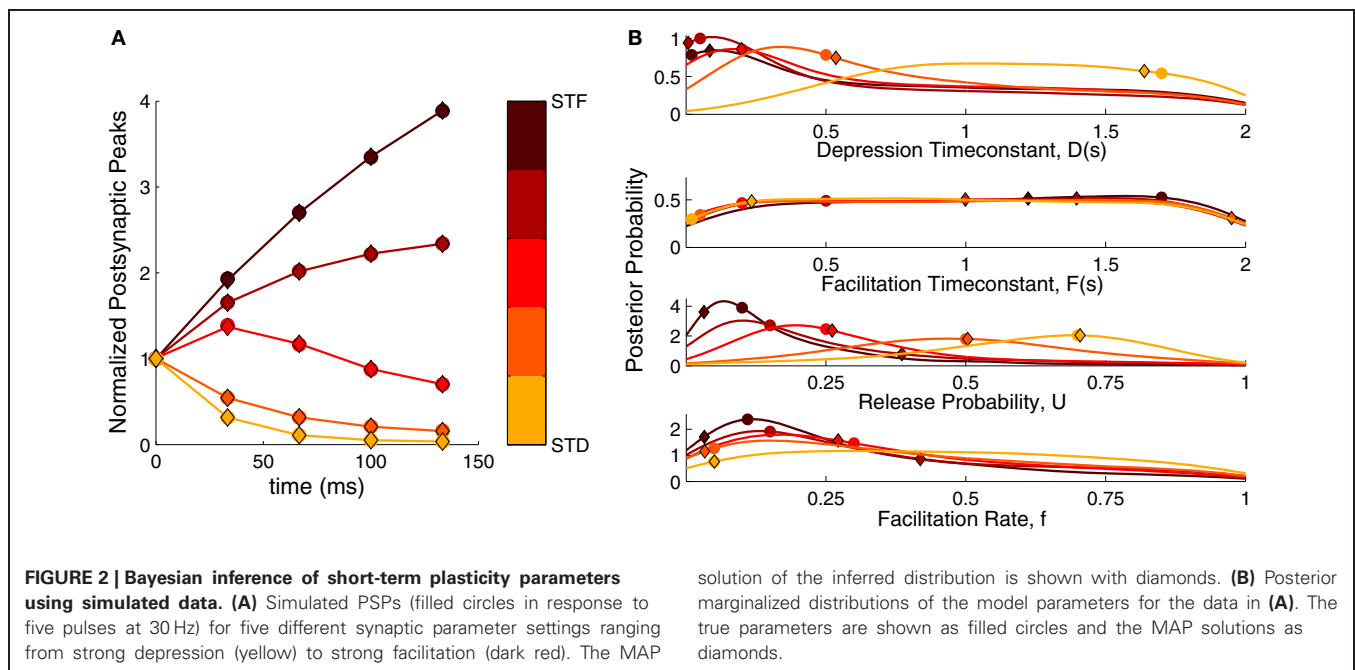 A
Normalized Postsynaptic Peaks
4
3
2
1
0
0
50
100
150
time (ms)
STF
STD
B
Posterior Probability
1
0.5
0
0.5
1
1.5
2
Depression Timeconstant, D(s)
0.5
0
0.5
1
1.5
2
Facilitation Timeconstant, F(s)
4
2
0
0.25
0.5
0.75
1
Release Probability, U
2
1
0
0.25
0.5
0.75
1
Facilitation Rate, f
FIGURE 2 | Bayesian inference of short-term plasticity parameters
using simulated data. (A) Simulated PSPs (filled circles in response to
five pulses at 30 Hz) for five different synaptic parameter settings ranging
from strong depression (yellow) to strong facilitation (dark red). The MAP
solution of the inferred distribution is shown with diamonds. (B) Posterior
marginalized distributions of the model parameters for the data in (A). The
true parameters are shown as filled circles and the MAP solutions as
diamonds.